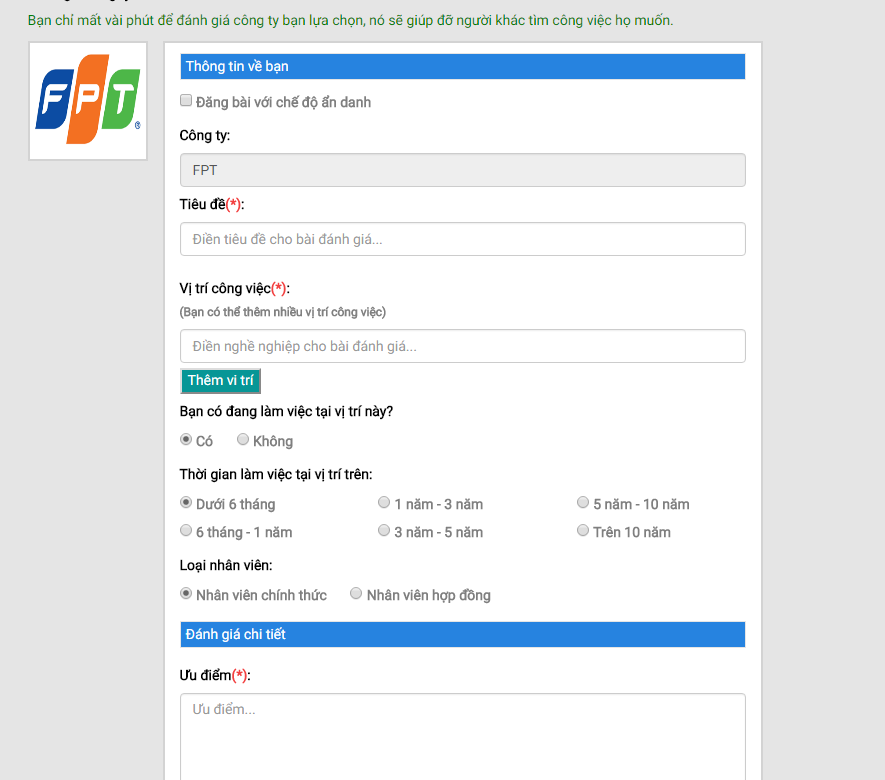 Bạn chỉ mất vài phút để đánh giá công ty bạn lựa chọn, nó sẽ giúp đỡ người khác tìm công việc họ muốn.
FPT®
Thông tin về bạn
Đăng bài với chế độ ẩn danh
Công ty:
FPT
Tiêu đề(*):
Điền tiêu đề cho bài đánh giá...
Vị trí công việc(*):
(Bạn có thể thêm nhiều vị trí công việc)
Điền nghề nghiệp cho bài đánh giá...
Thêm vi trí
Bạn có đang làm việc tại vị trí này?
Có Không
Thời gian làm việc tại vị trí trên:
Dưới 6 tháng 1 năm - 3 năm 5 năm - 10 năm
6 tháng - 1 năm 3 năm - 5 năm Trên 10 năm
Loại nhân viên:
Nhân viên chính thức Nhân viên hợp đồng
Đánh giá chi tiết
Ưu điểm(*):
Ưu điểm...